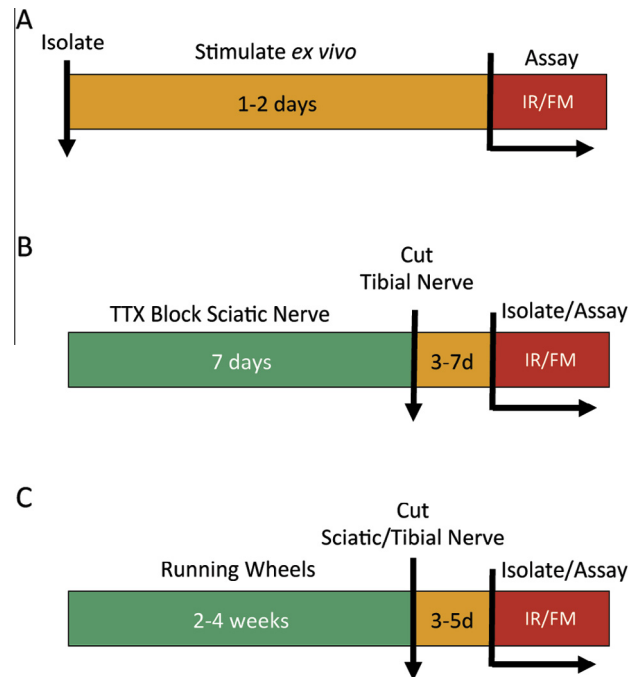 A
Isolate
Stimulate ex vivo
Assay
1-2 days
IR/FM
B
Cut
Tibial Nerve
TTX Block Sciatic Nerve
Isolate/Assay
7 days
3-7d
IR/FM
C
Cut
Sciatic/Tibial Nerve
Running Wheels
Isolate/Assay
2-4 weeks
3-5d
IR/FM